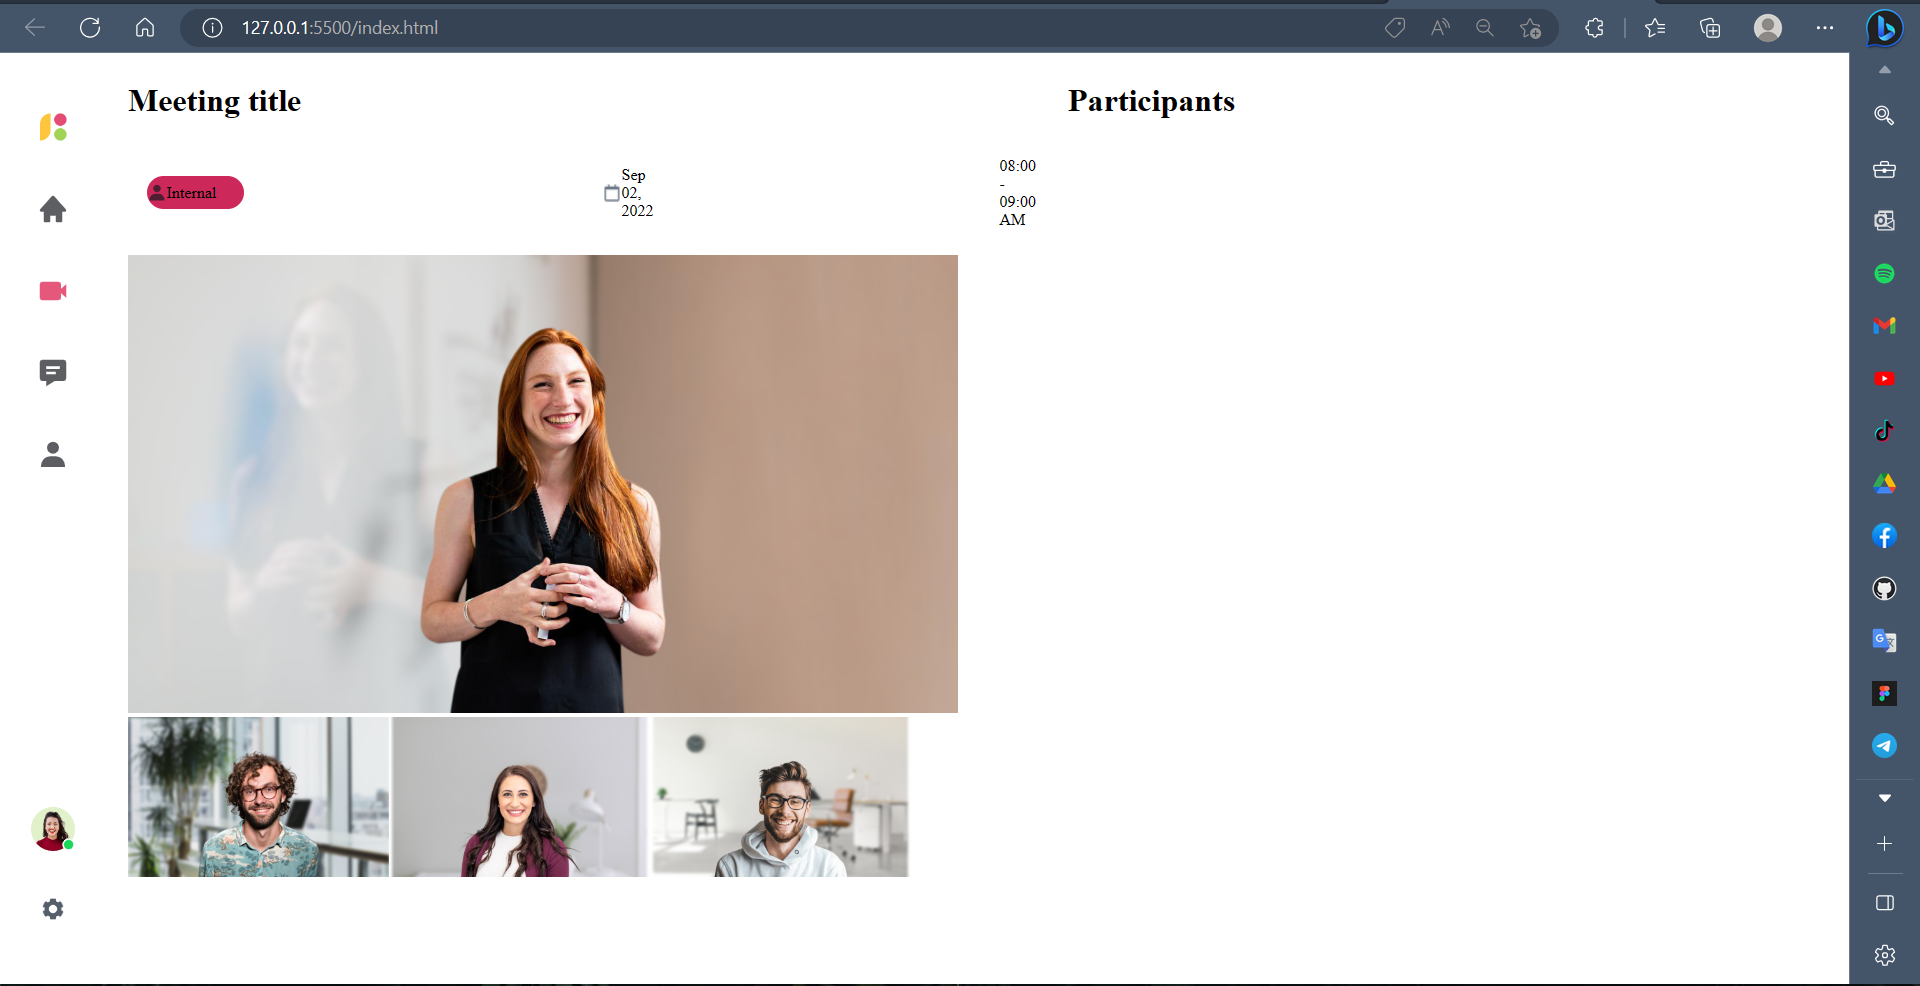 127.0.0.1:5500/index.html
Meeting title
Participants
Internal
Sep
02,
2022
08:00
-
09:00
AM